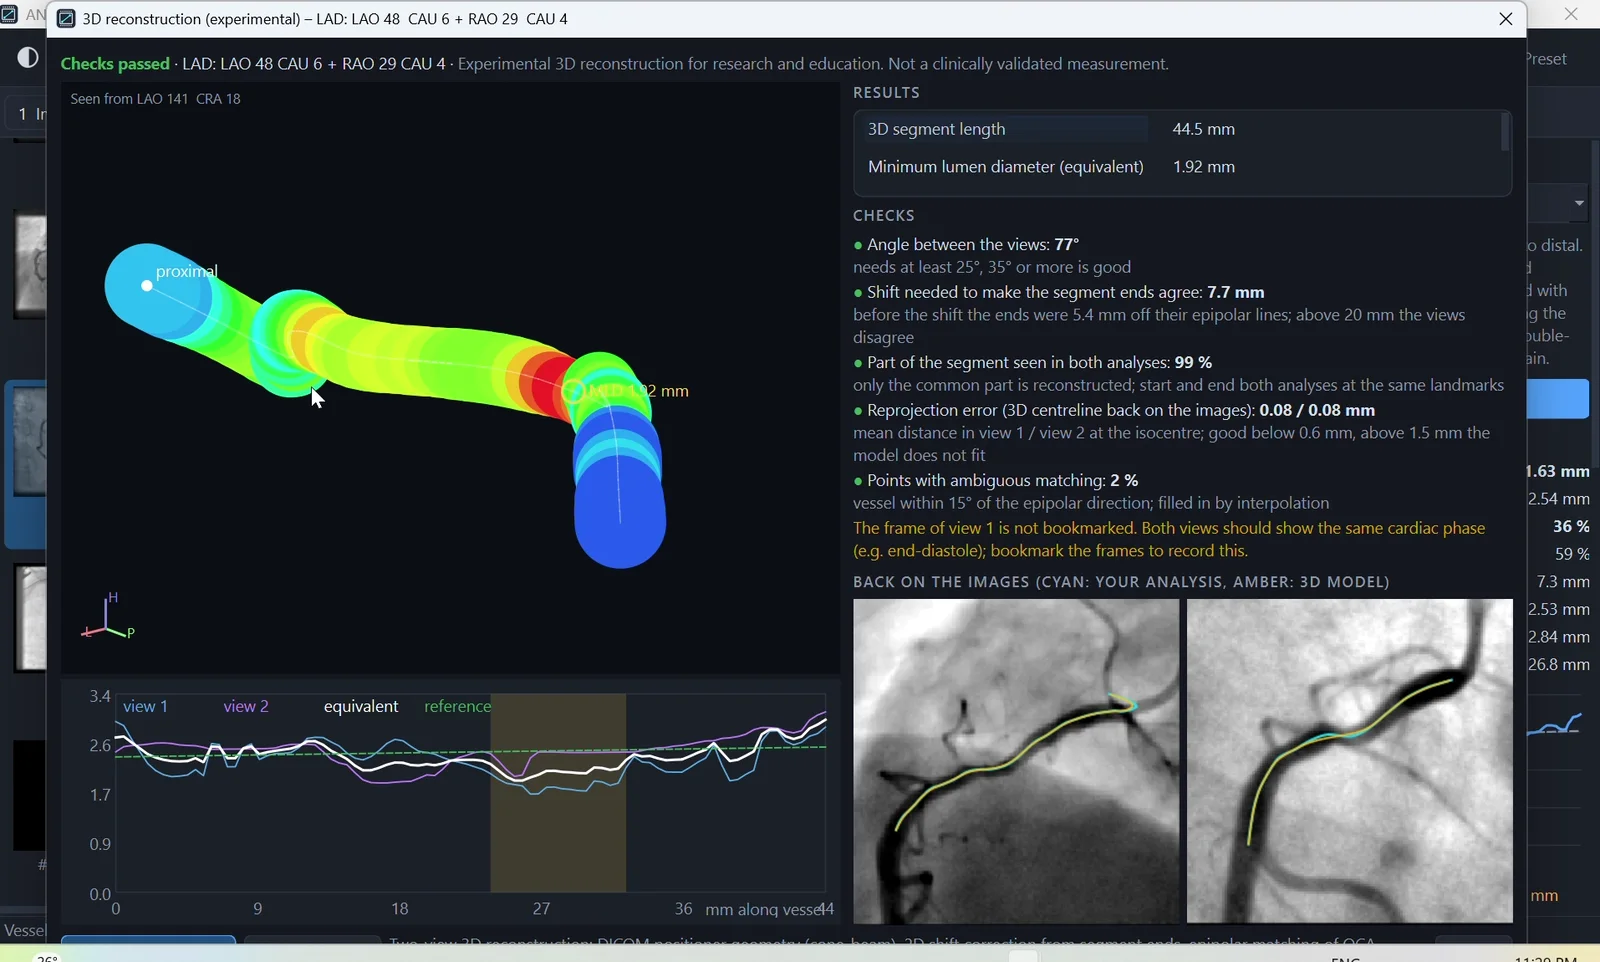 AN
3D reconstruction (experimental) – LAD: LAO 48 CAU 6 + RAO 29 CAU 4
Preset
Checks passed · LAD: LAO 48 CAU 6 + RAO 29 CAU 4 · Experimental 3D reconstruction for research and education. Not a clinically validated measurement.
1
Seen from LAO 141 CRA 18
proximal
MLD 1.92 mm
H
L
P
3.4
2.6
1.7
0.9
0.0
view 1
view 2
equivalent
reference
0
9
18
27
36
mm along vessel
44
RESULTS
3D segment length 44.5 mm
Minimum lumen diameter (equivalent) 1.92 mm
CHECKS
Angle between the views: 77°
needs at least 25°, 35° or more is good
Shift needed to make the segment ends agree: 7.7 mm
before the shift the ends were 5.4 mm off their epipolar lines; above 20 mm the views
disagree
Part of the segment seen in both analyses: 99 %
only the common part is reconstructed; start and end both analyses at the same landmarks
Reprojection error (3D centreline back on the images): 0.08 / 0.08 mm
mean distance in view 1 / view 2 at the isocentre; good below 0.6 mm, above 1.5 mm the
model does not fit
Points with ambiguous matching: 2 %
vessel within 15° of the epipolar direction; filled in by interpolation
The frame of view 1 is not bookmarked. Both views should show the same cardiac phase
(e.g. end-diastole); bookmark the frames to record this.
BACK ON THE IMAGES (CYAN: YOUR ANALYSIS, AMBER: 3D MODEL)
o distal.
d with
g the
ouble-
ain.
1.63 mm
2.54 mm
36 %
59 %
7.3 mm
2.53 mm
2.84 mm
26.8 mm
mm
#
Vesse
26°